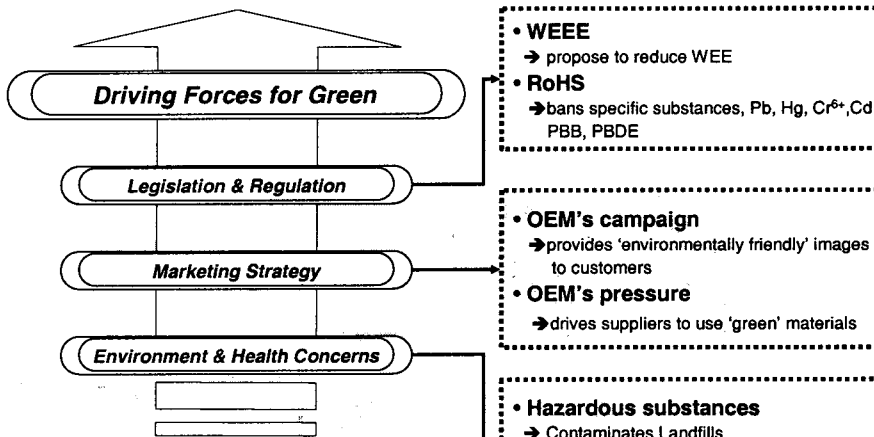 Driving Forces for Green
Legislation & Regulation
Marketing Strategy
Environment & Health Concerns
• WEEE
➔ propose to reduce WEE
• RoHS
➔bans specific substances, Pb, Hg, Cr⁶⁺,Cd
PBB, PBDE
• OEM's campaign
➔provides 'environmentally friendly' images
to customers
• OEM's pressure
➔drives suppliers to use 'green' materials
• Hazardous substances
➔ Contaminates Landfills